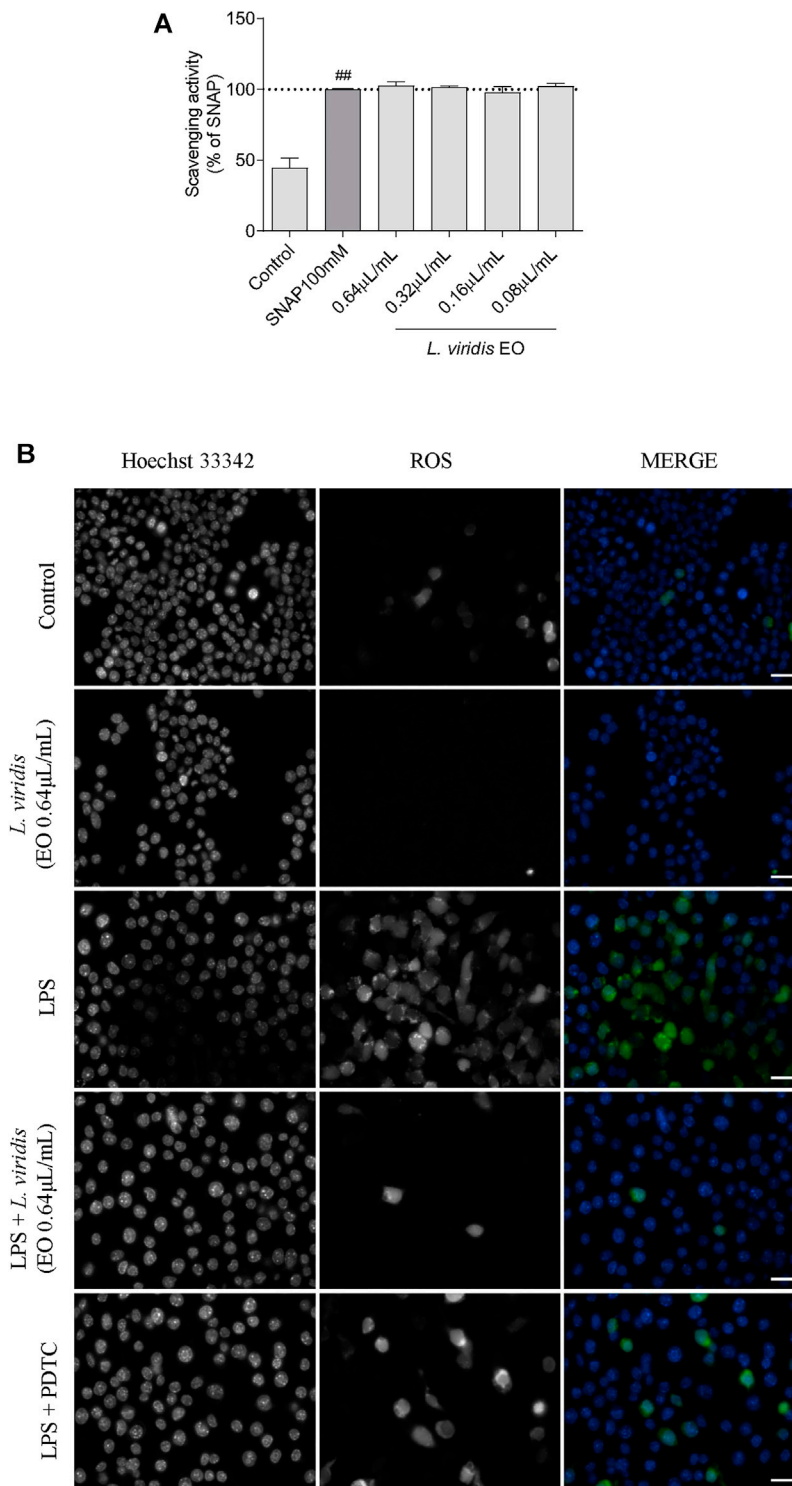 A
Scavenging activity
(% of SNAP)
150
100
50
0
##
Control
SNAP100mM
0.64µL/mL
0.32µL/mL
0.16µL/mL
0.08µL/mL
L. viridis EO
B
Hoechst 33342 ROS MERGE
Control
L. viridis
(EO 0.64µL/mL)
LPS
LPS + L. viridis
(EO 0.64µL/mL)
LPS + PDTC